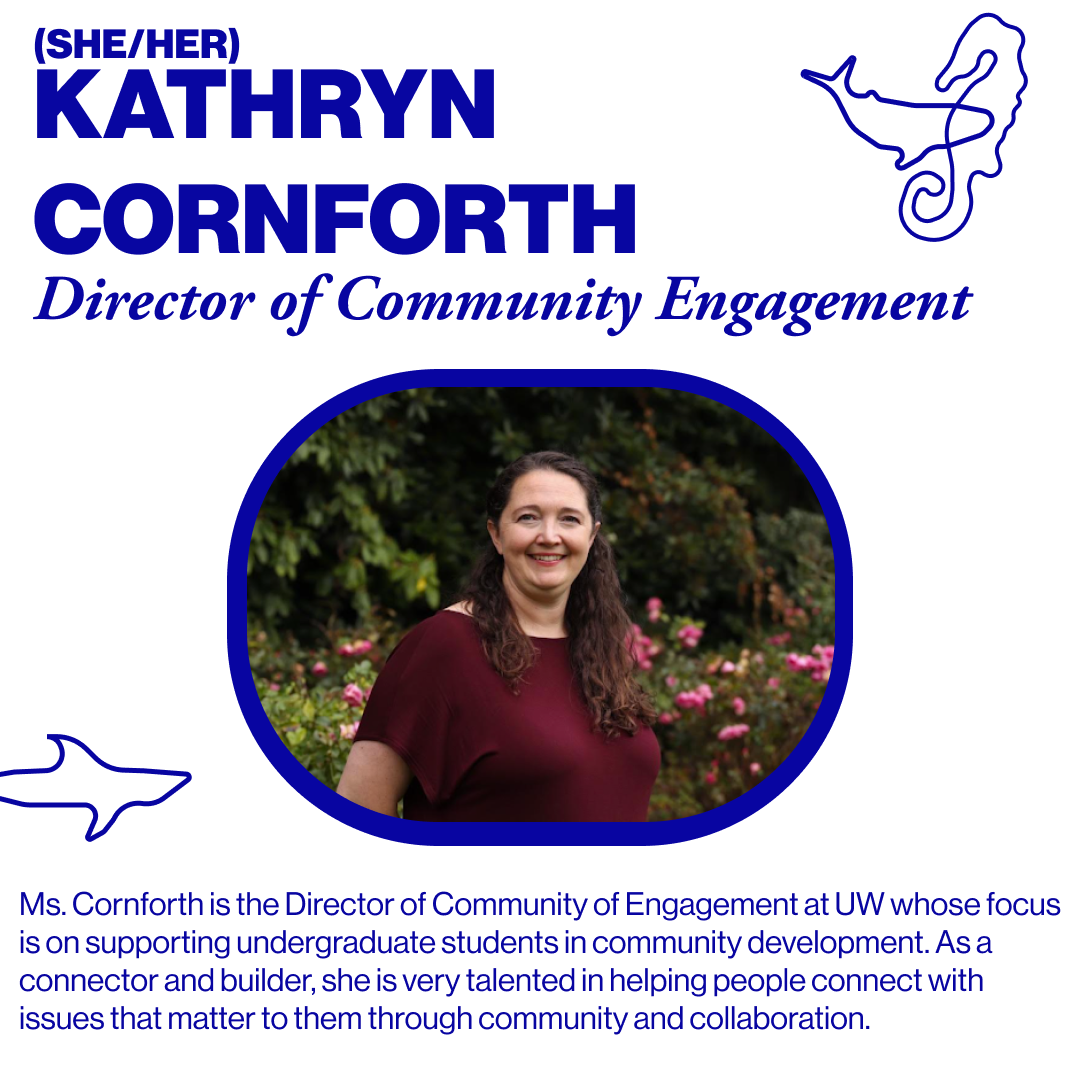 (SHE/HER)
KATHRYN
CORNFORTH
Director of Community Engagement
Ms. Cornforth is the Director of Community of Engagement at UW whose focus
is on supporting undergraduate students in community development. As a
connector and builder, she is very talented in helping people connect with
issues that matter to them through community and collaboration.